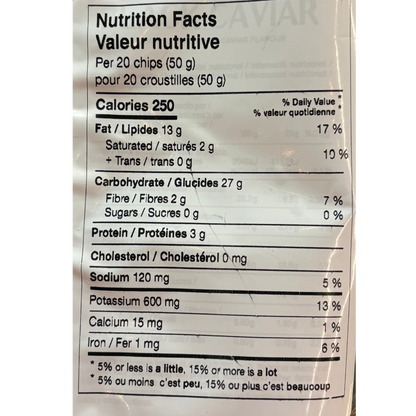 CAVIAR
Nutrition Facts
Valeur nutritive
Per 20 chips (50 g)
pour 20 croustilles (50 g)
Calories 250
% Daily Value *
% valeur quotidienne *
Fat / Lipides 13 g 17 %
Saturated / saturés 2 g
+ Trans / trans 0 g 10 %
Carbohydrate / Glucides 27 g
Fibre / Fibres 2 g 7 %
Sugars / Sucres 0 g 0 %
Protein / Protéines 3 g
Cholesterol / Cholestérol 0 mg
Sodium 120 mg 5 %
Potassium 600 mg 13 %
Calcium 15 mg 1 %
Iron / Fer 1 mg 6 %
* 5% or less is a little, 15% or more is a lot
* 5% ou moins c'est peu, 15% ou plus c'est beaucoup